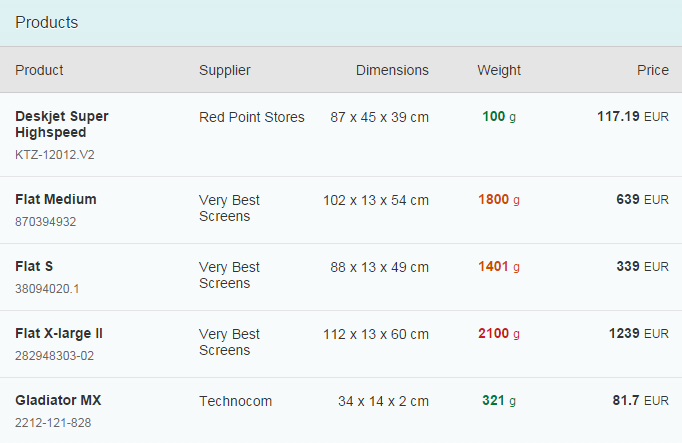 Products
Product Supplier Dimensions Weight Price
Deskjet Super Red Point Stores 87 x 45 x 39 cm 100 g 117.19 EUR
Highspeed
KTZ-12012.V2
Flat Medium Very Best 102 x 13 x 54 cm 1800 g 639 EUR
Screens
870394932
Flat S Very Best 88 x 13 x 49 cm 1401 g 339 EUR
Screens
38094020.1
Flat X-large II Very Best 112 x 13 x 60 cm 2100 g 1239 EUR
Screens
282948303-02
Gladiator MX Technocom 34 x 14 x 2 cm 321 g 81.7 EUR
2212-121-828